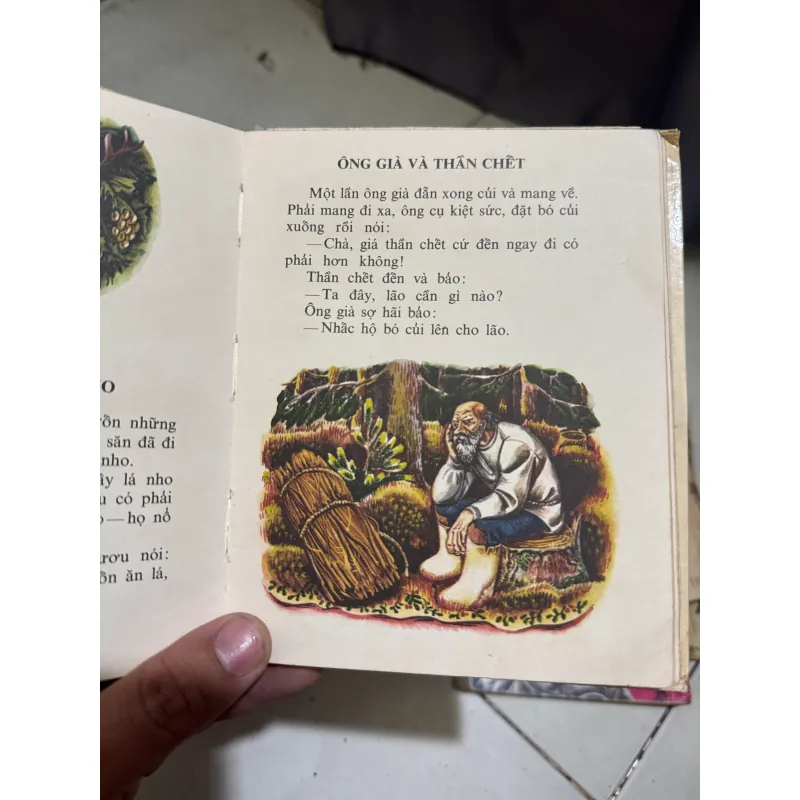 O
ồn những
săn đã đi
nho.
ây lá nho
u có phải
—họ nổ
ươu nói:
ồn ăn lá,
ÔNG GIÀ VÀ THẦN CHẾT
Một lần ông già đẵn xong củi và mang về.
Phải mang đi xa, ông cụ kiệt sức, đặt bó củi
xuống rồi nói:
—Chà, giá thần chết cứ đến ngay đi có
phải hơn không!
Thần chết đến và bảo:
—Ta đây, lão cần gì nào?
Ông già sợ hãi bảo:
—Nhấc hộ bó củi lên cho lão.